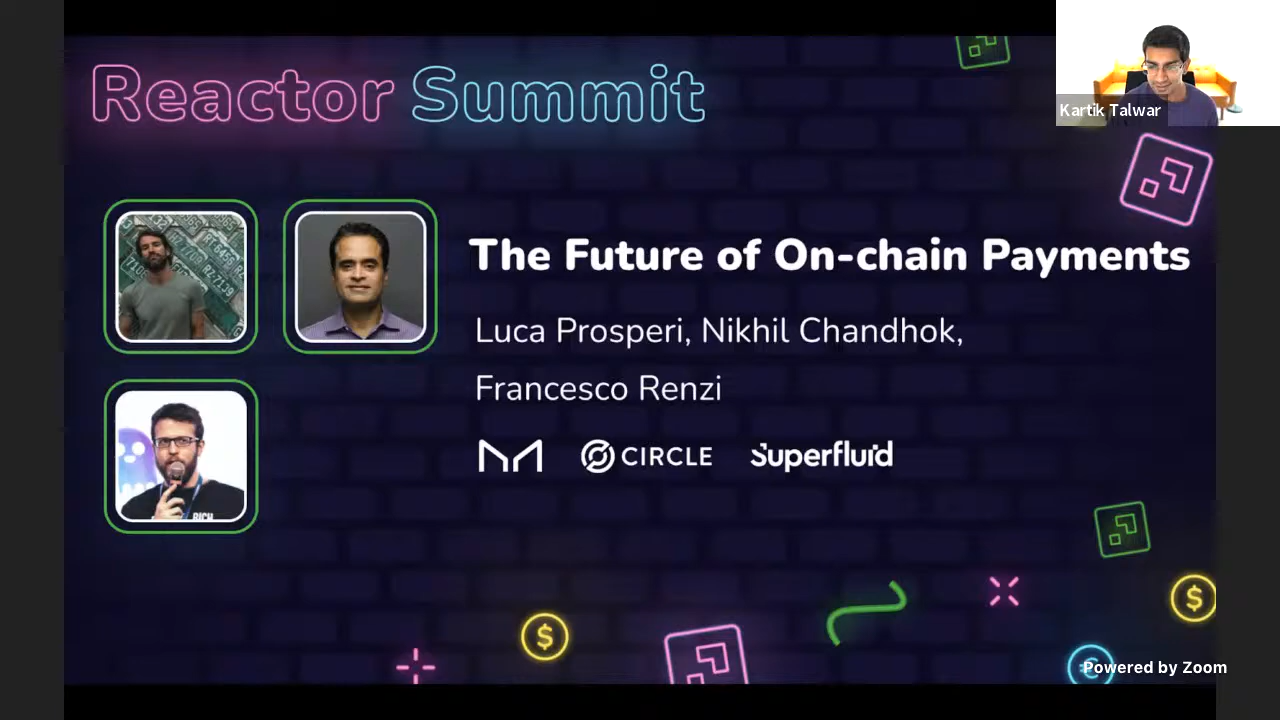 Reactor Summit
Kartik Talwar
The Future of On-chain Payments
Luca Prosperi, Nikhil Chandhok,
Francesco Renzi
CIRCLE
Superfluid
Powered by Zoom